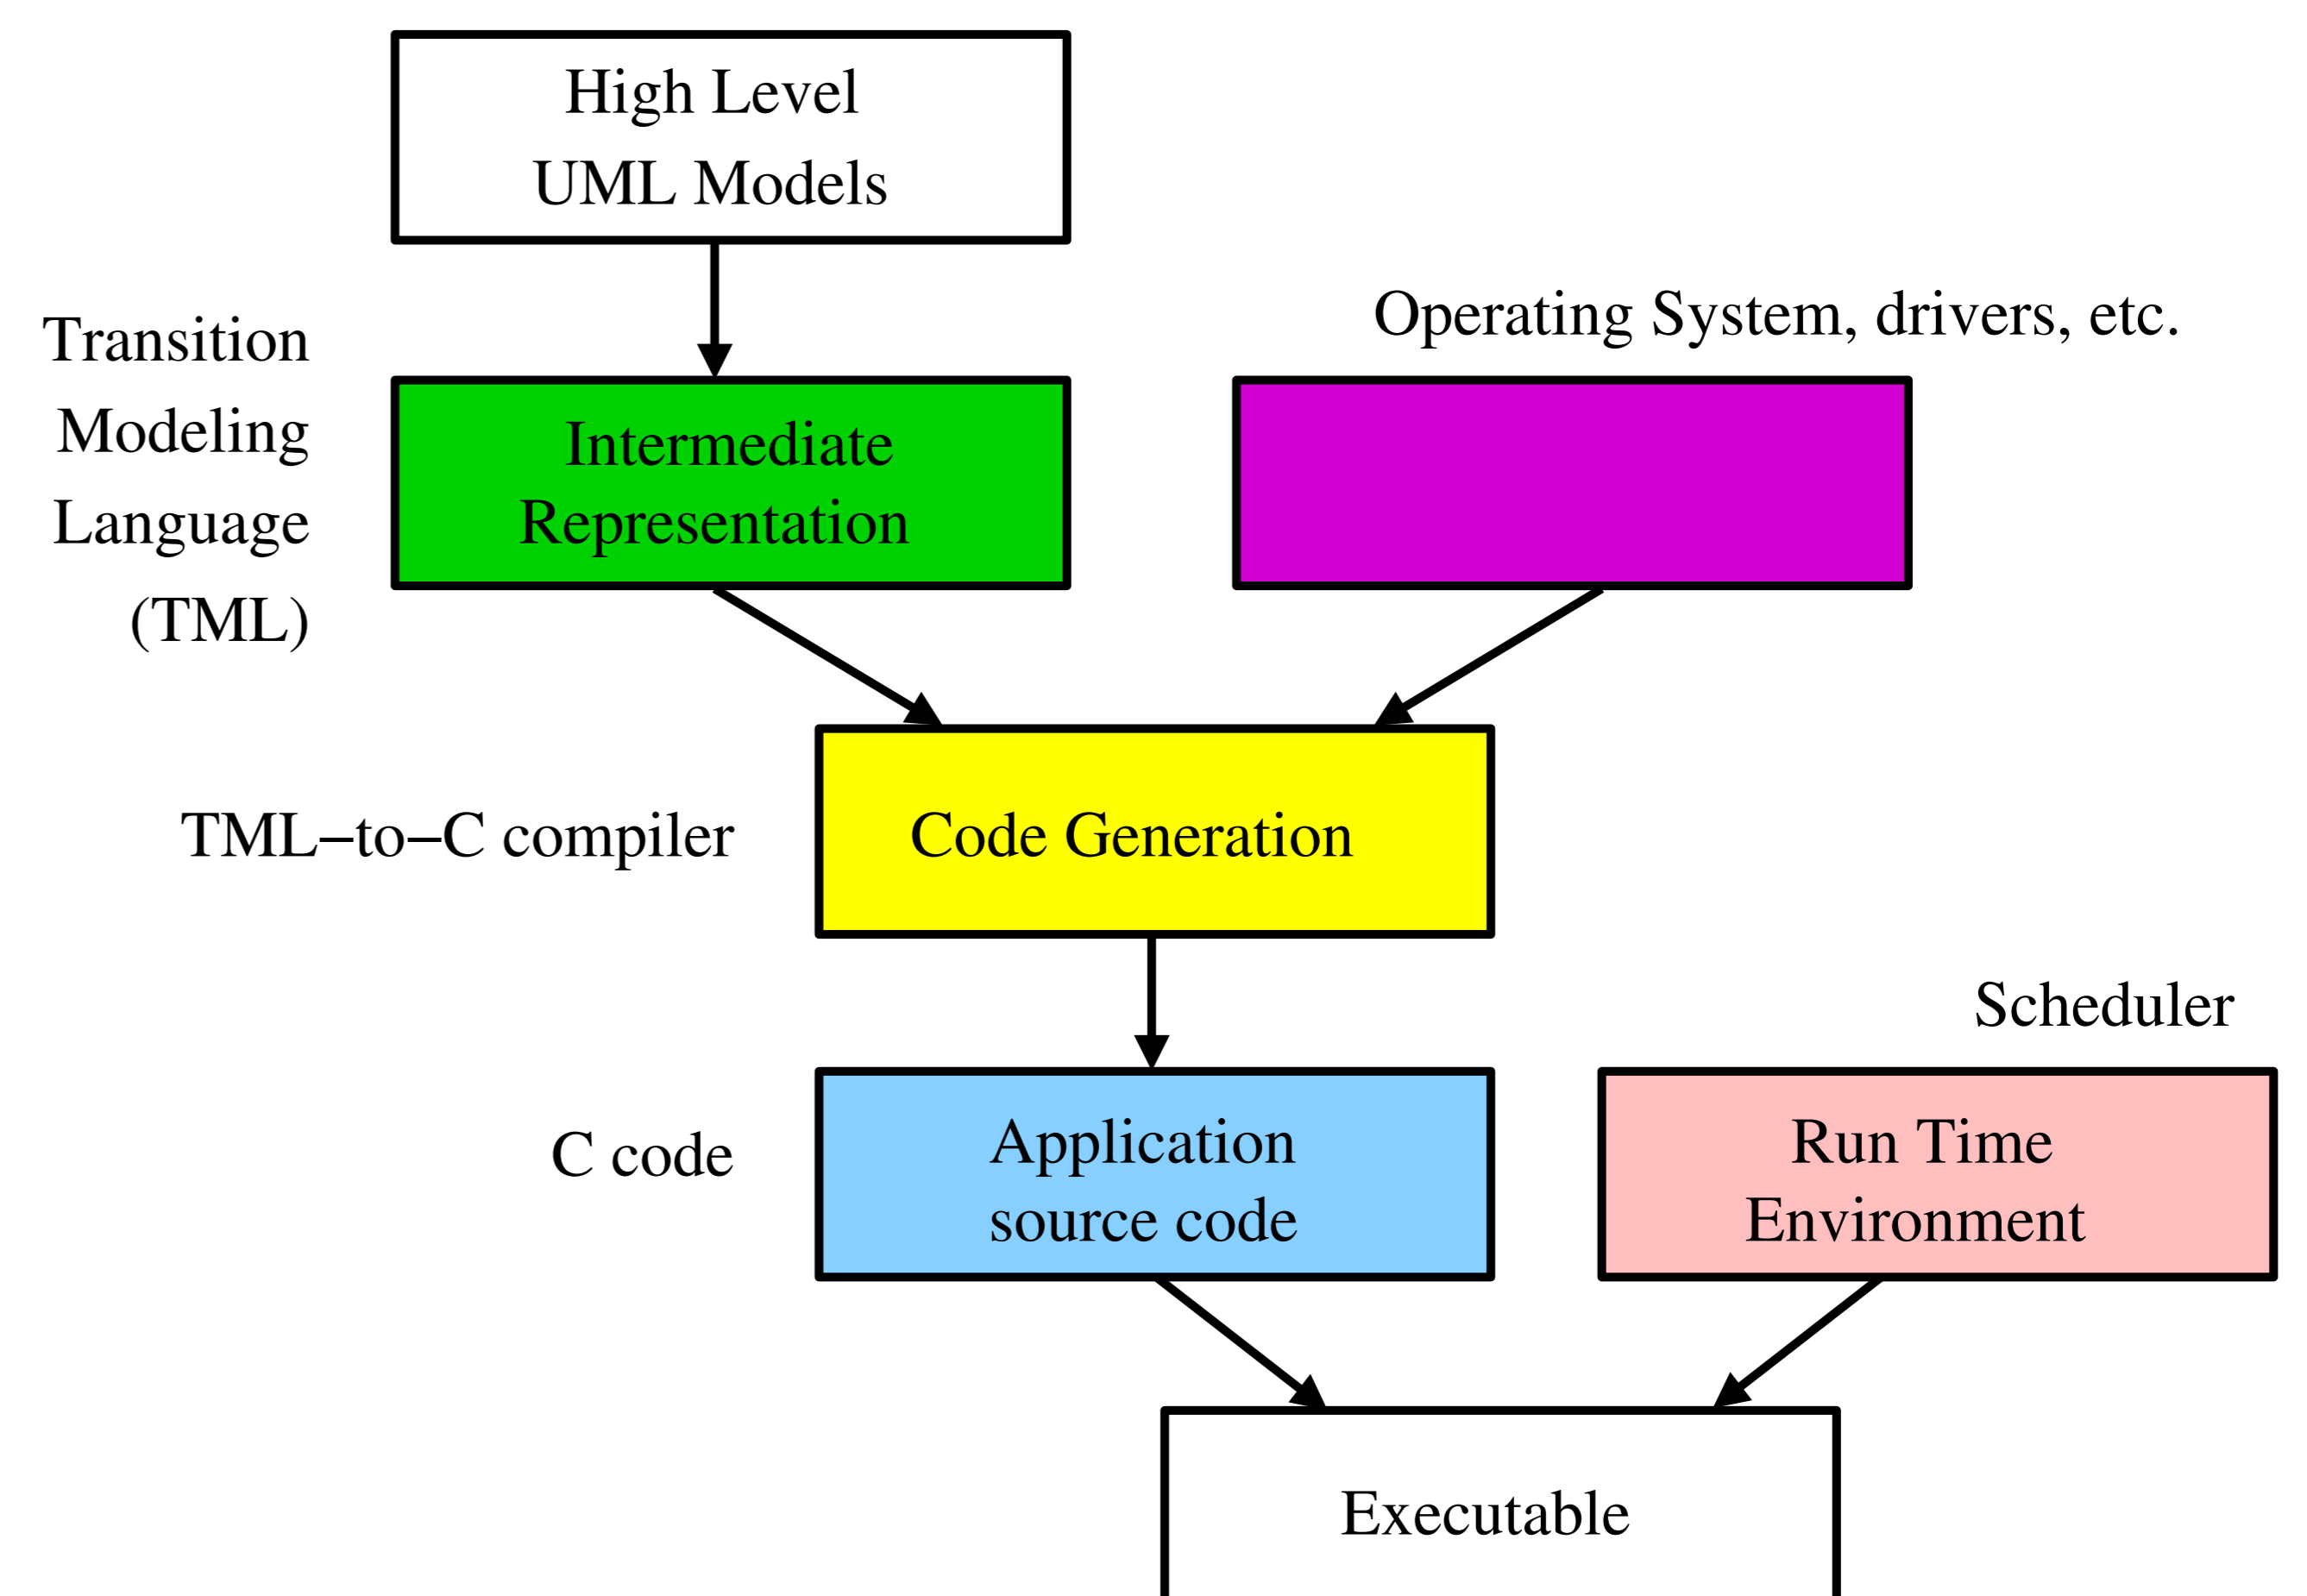 High Level
UML Models
Operating System, drivers, etc.
Transition
Modeling
Language
(TML)
Intermediate
Representation
TML–to–C compiler
Code Generation
Scheduler
C code
Application
source code
Run Time
Environment
Executable